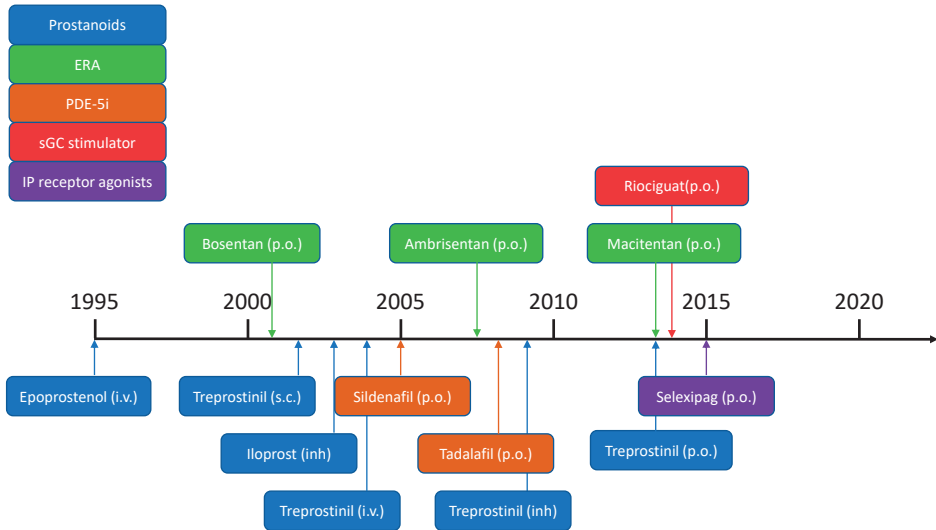 Prostanoids
ERA
PDE-5i
sGC stimulator
IP receptor agonists
Riociguat(p.o.)
Bosentan (p.o.)
Ambrisentan (p.o.)
Macitentan (p.o.)
1995
2000
2005
2010
2015
2020
Epoprostenol (i.v.)
Treprostinil (s.c.)
Sildenafil (p.o.)
Selexipag (p.o.)
Iloprost (inh)
Tadalafil (p.o.)
Treprostinil (p.o.)
Treprostinil (i.v.)
Treprostinil (inh)